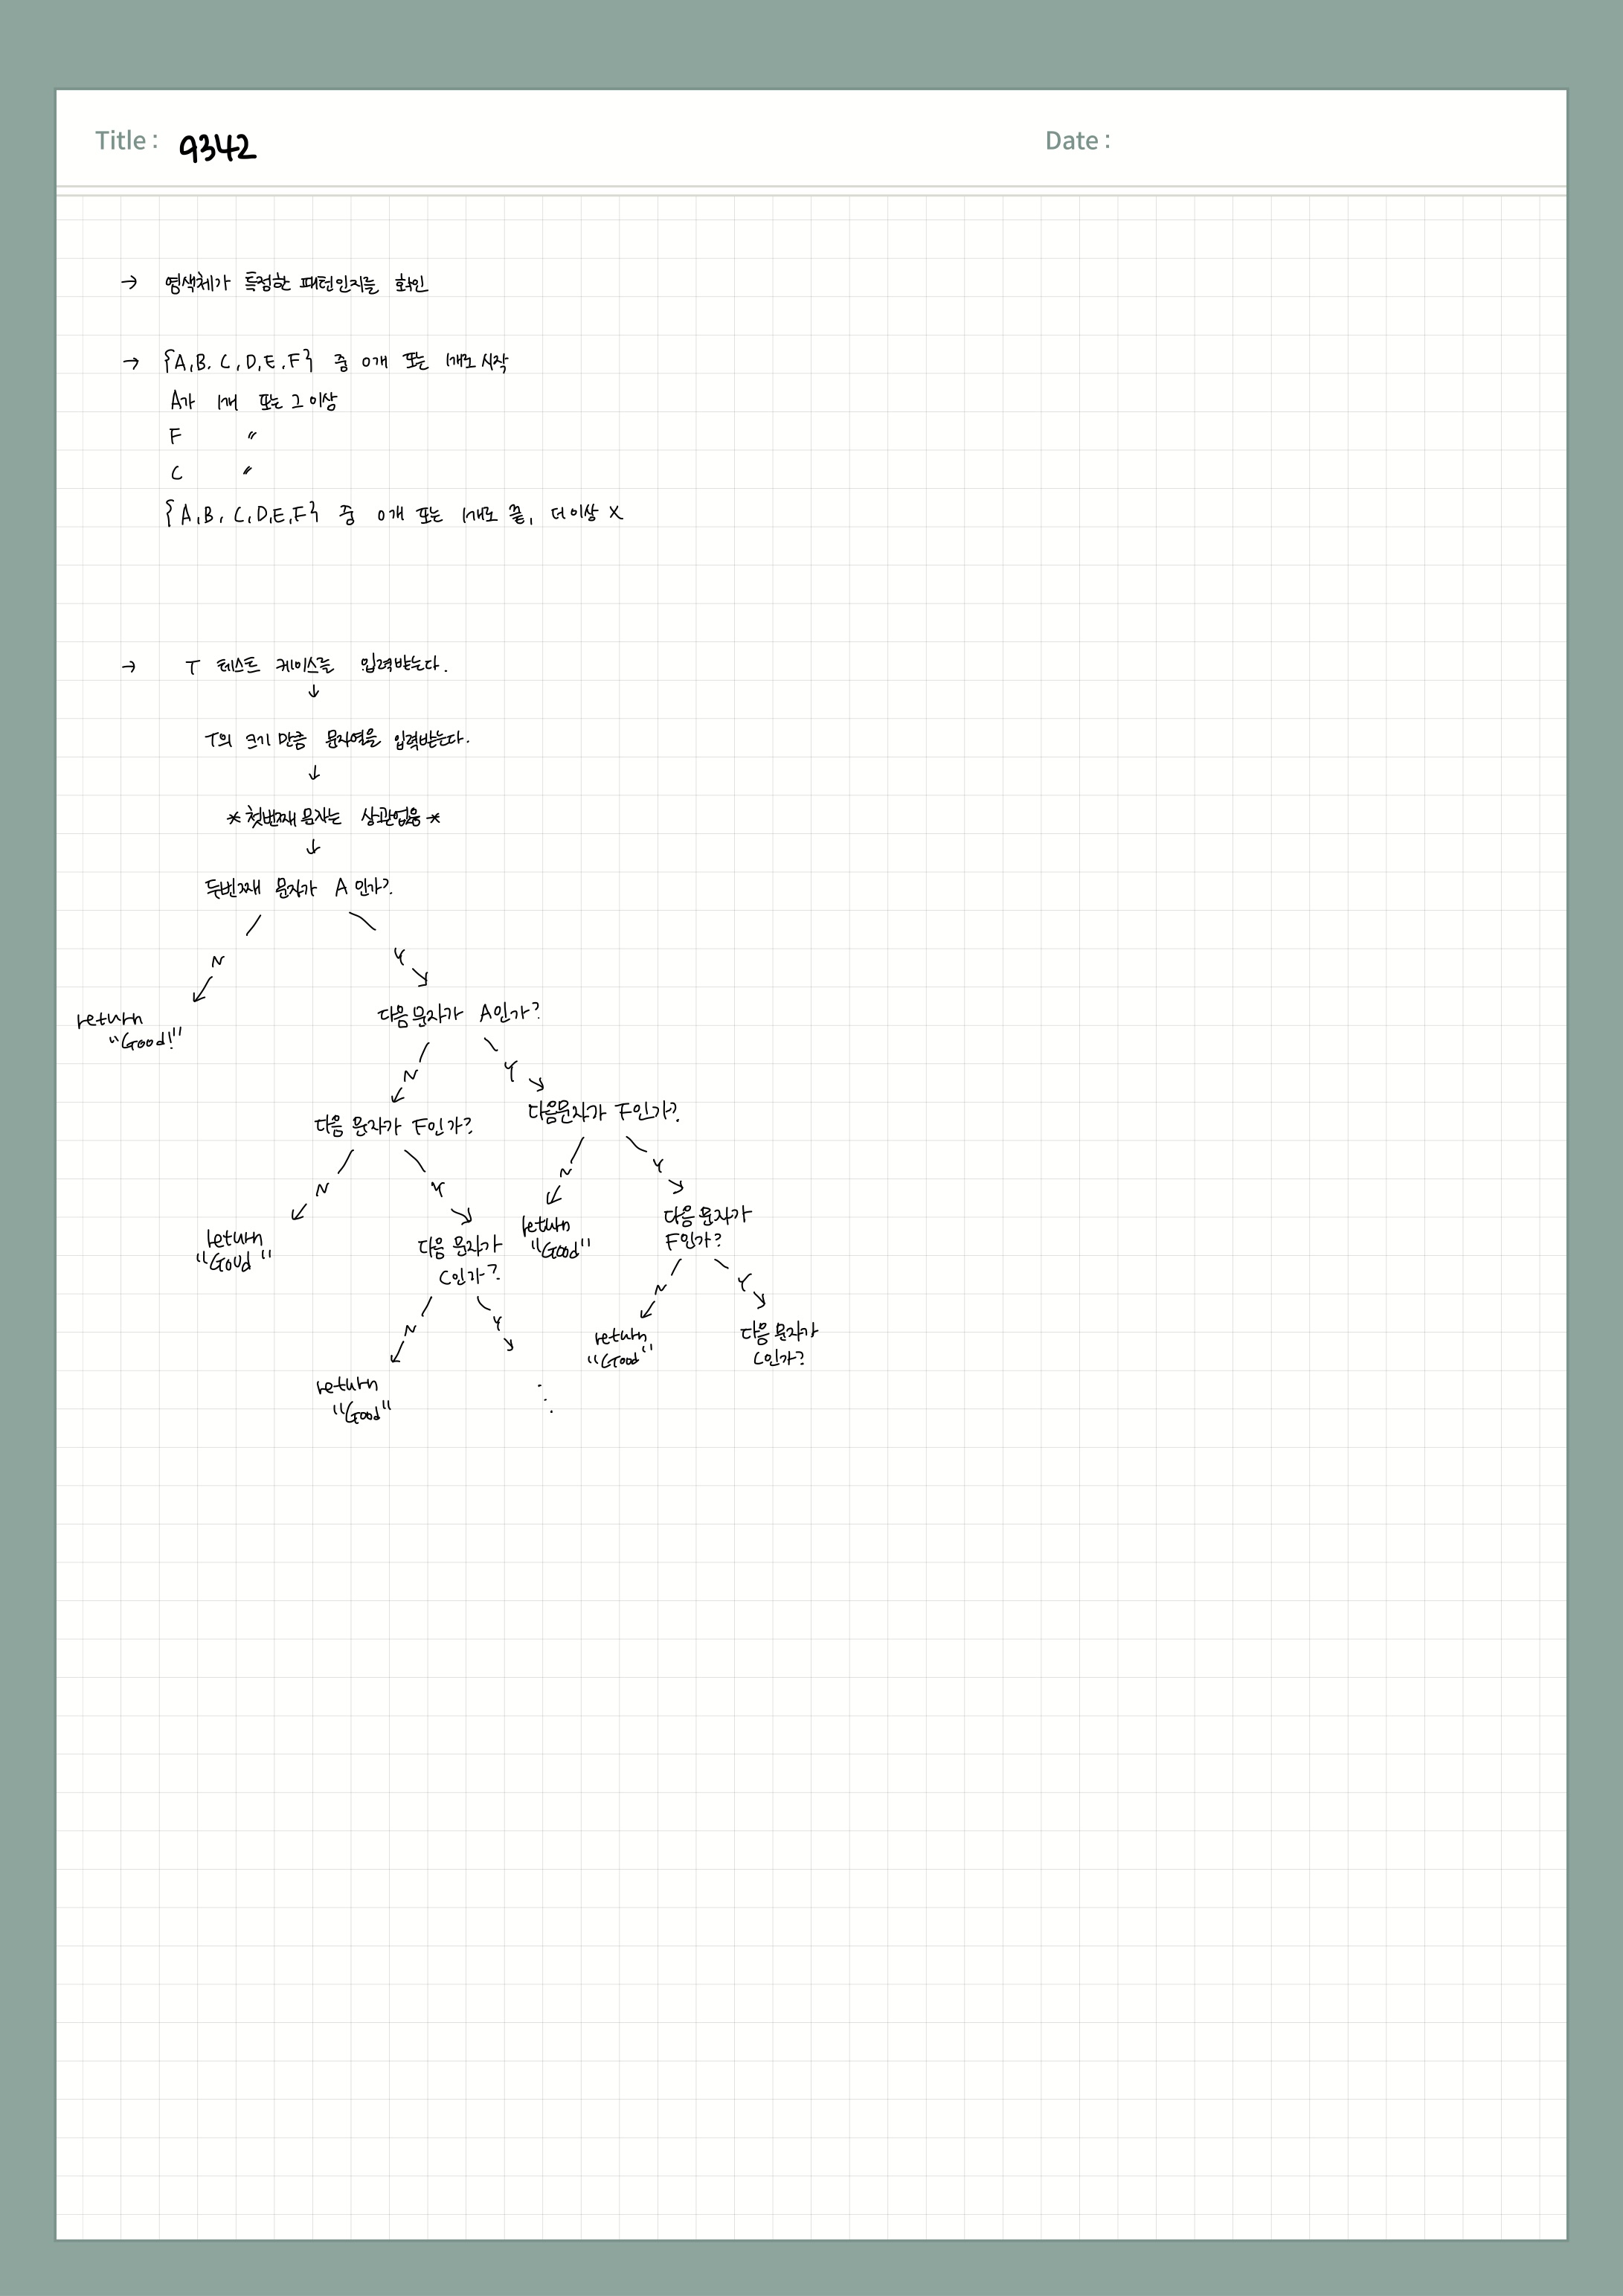 Title : 9342
Date :
→ 염색체가 특정한 패턴인지를 확인
→ {A, B, C, D, E, F} 중 0개 또는 1개로 시작
A가 1개 또는 그 이상
F 〃
C 〃
{A, B, C, D, E, F} 중 0개 또는 1개로 끝, 더이상 X
→ T 테스트 케이스를 입력받는다.
↓
T의 크기 만큼 문자열을 입력받는다.
↓
* 첫번째 문자는 상관없음 *
↓
두번째 문자가 A 인가?
N Y
return
"Good!"
다음 문자가 A인가?
N Y
다음 문자가 F인가?
다음문자가 F인가?
N Y
N Y
return
"Good"
다음 문자가
C인가?
return
"Good"
다음 문자가
F인가?
N Y
N Y
return
"Good"
⋱
return
"Good"
다음 문자가
C인가?